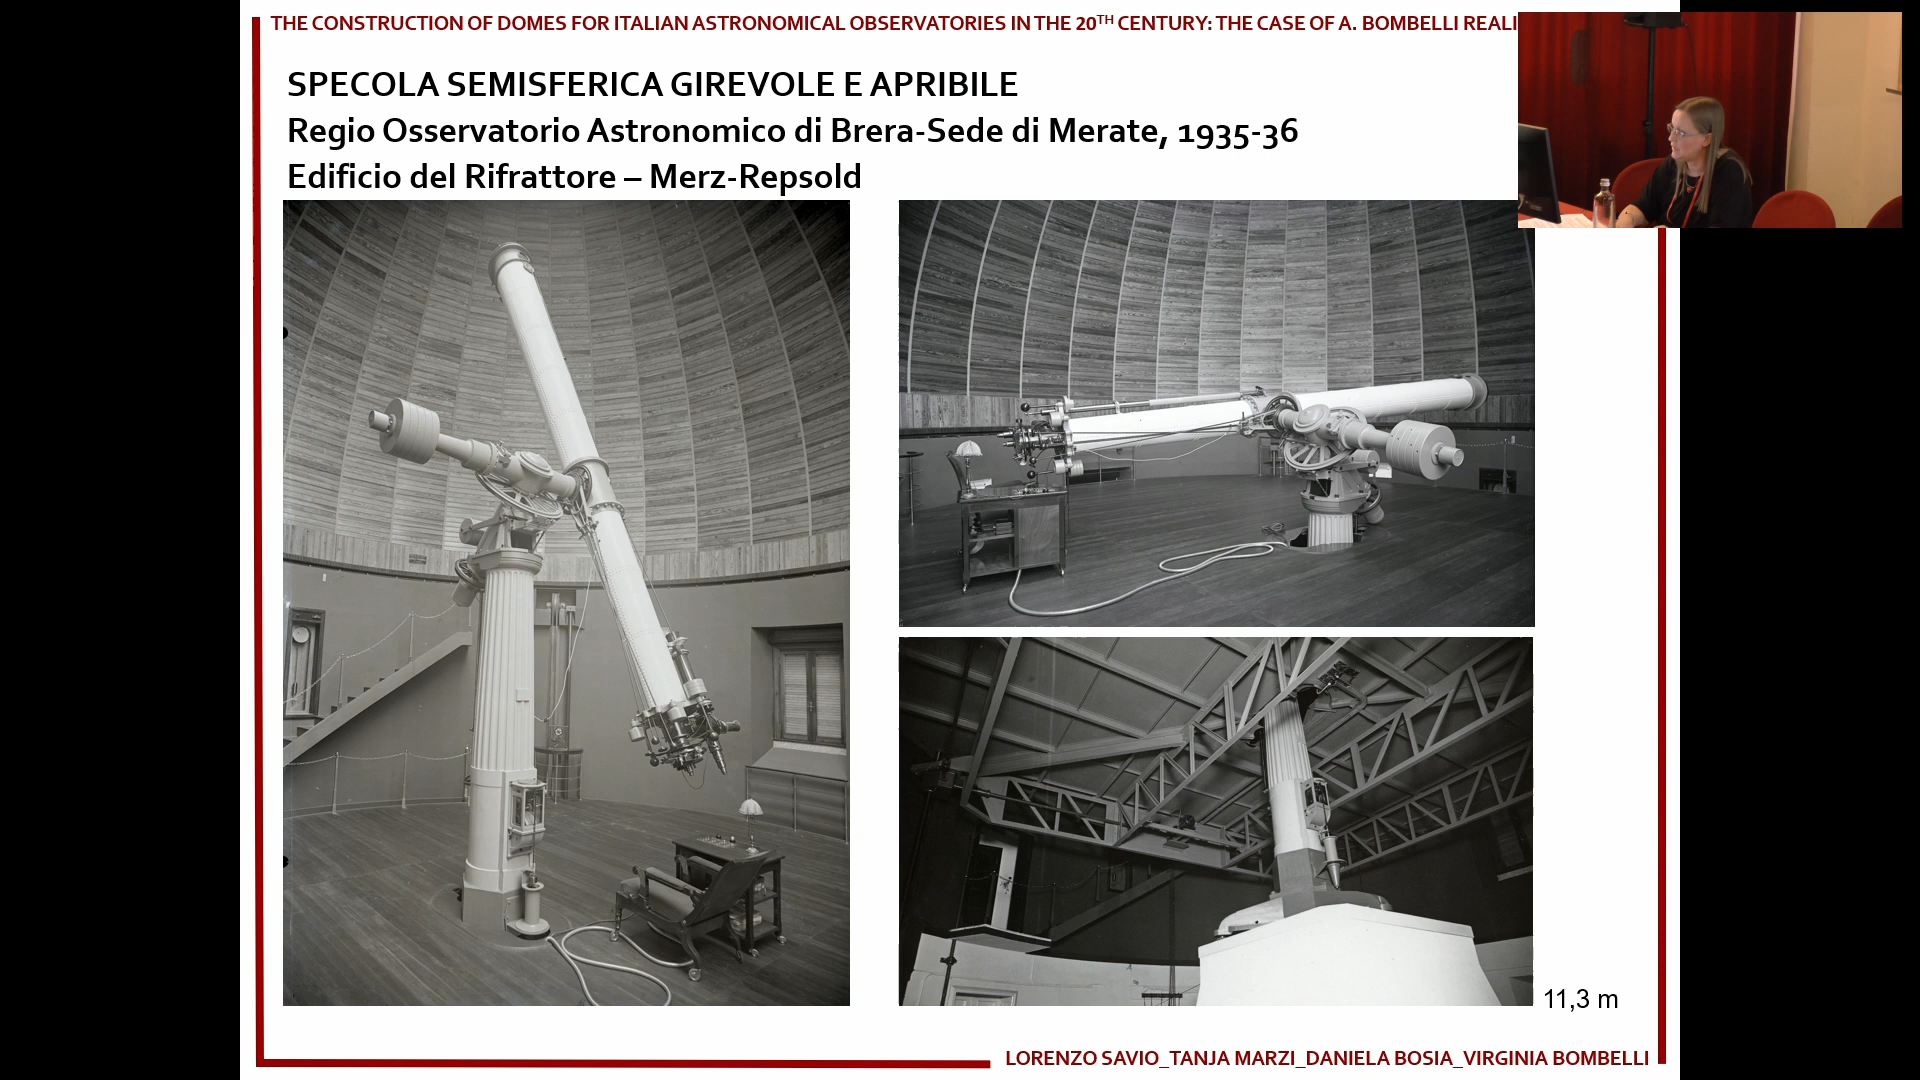 THE CONSTRUCTION OF DOMES FOR ITALIAN ASTRONOMICAL OBSERVATORIES IN THE 20TH CENTURY: THE CASE OF A. BOMBELLI REALI
SPECOLA SEMISFERICA GIREVOLE E APRIBILE
Regio Osservatorio Astronomico di Brera-Sede di Merate, 1935-36
Edificio del Rifrattore – Merz-Repsold
11,3 m
LORENZO SAVIO_TANJA MARZI_DANIELA BOSIA_VIRGINIA BOMBELLI